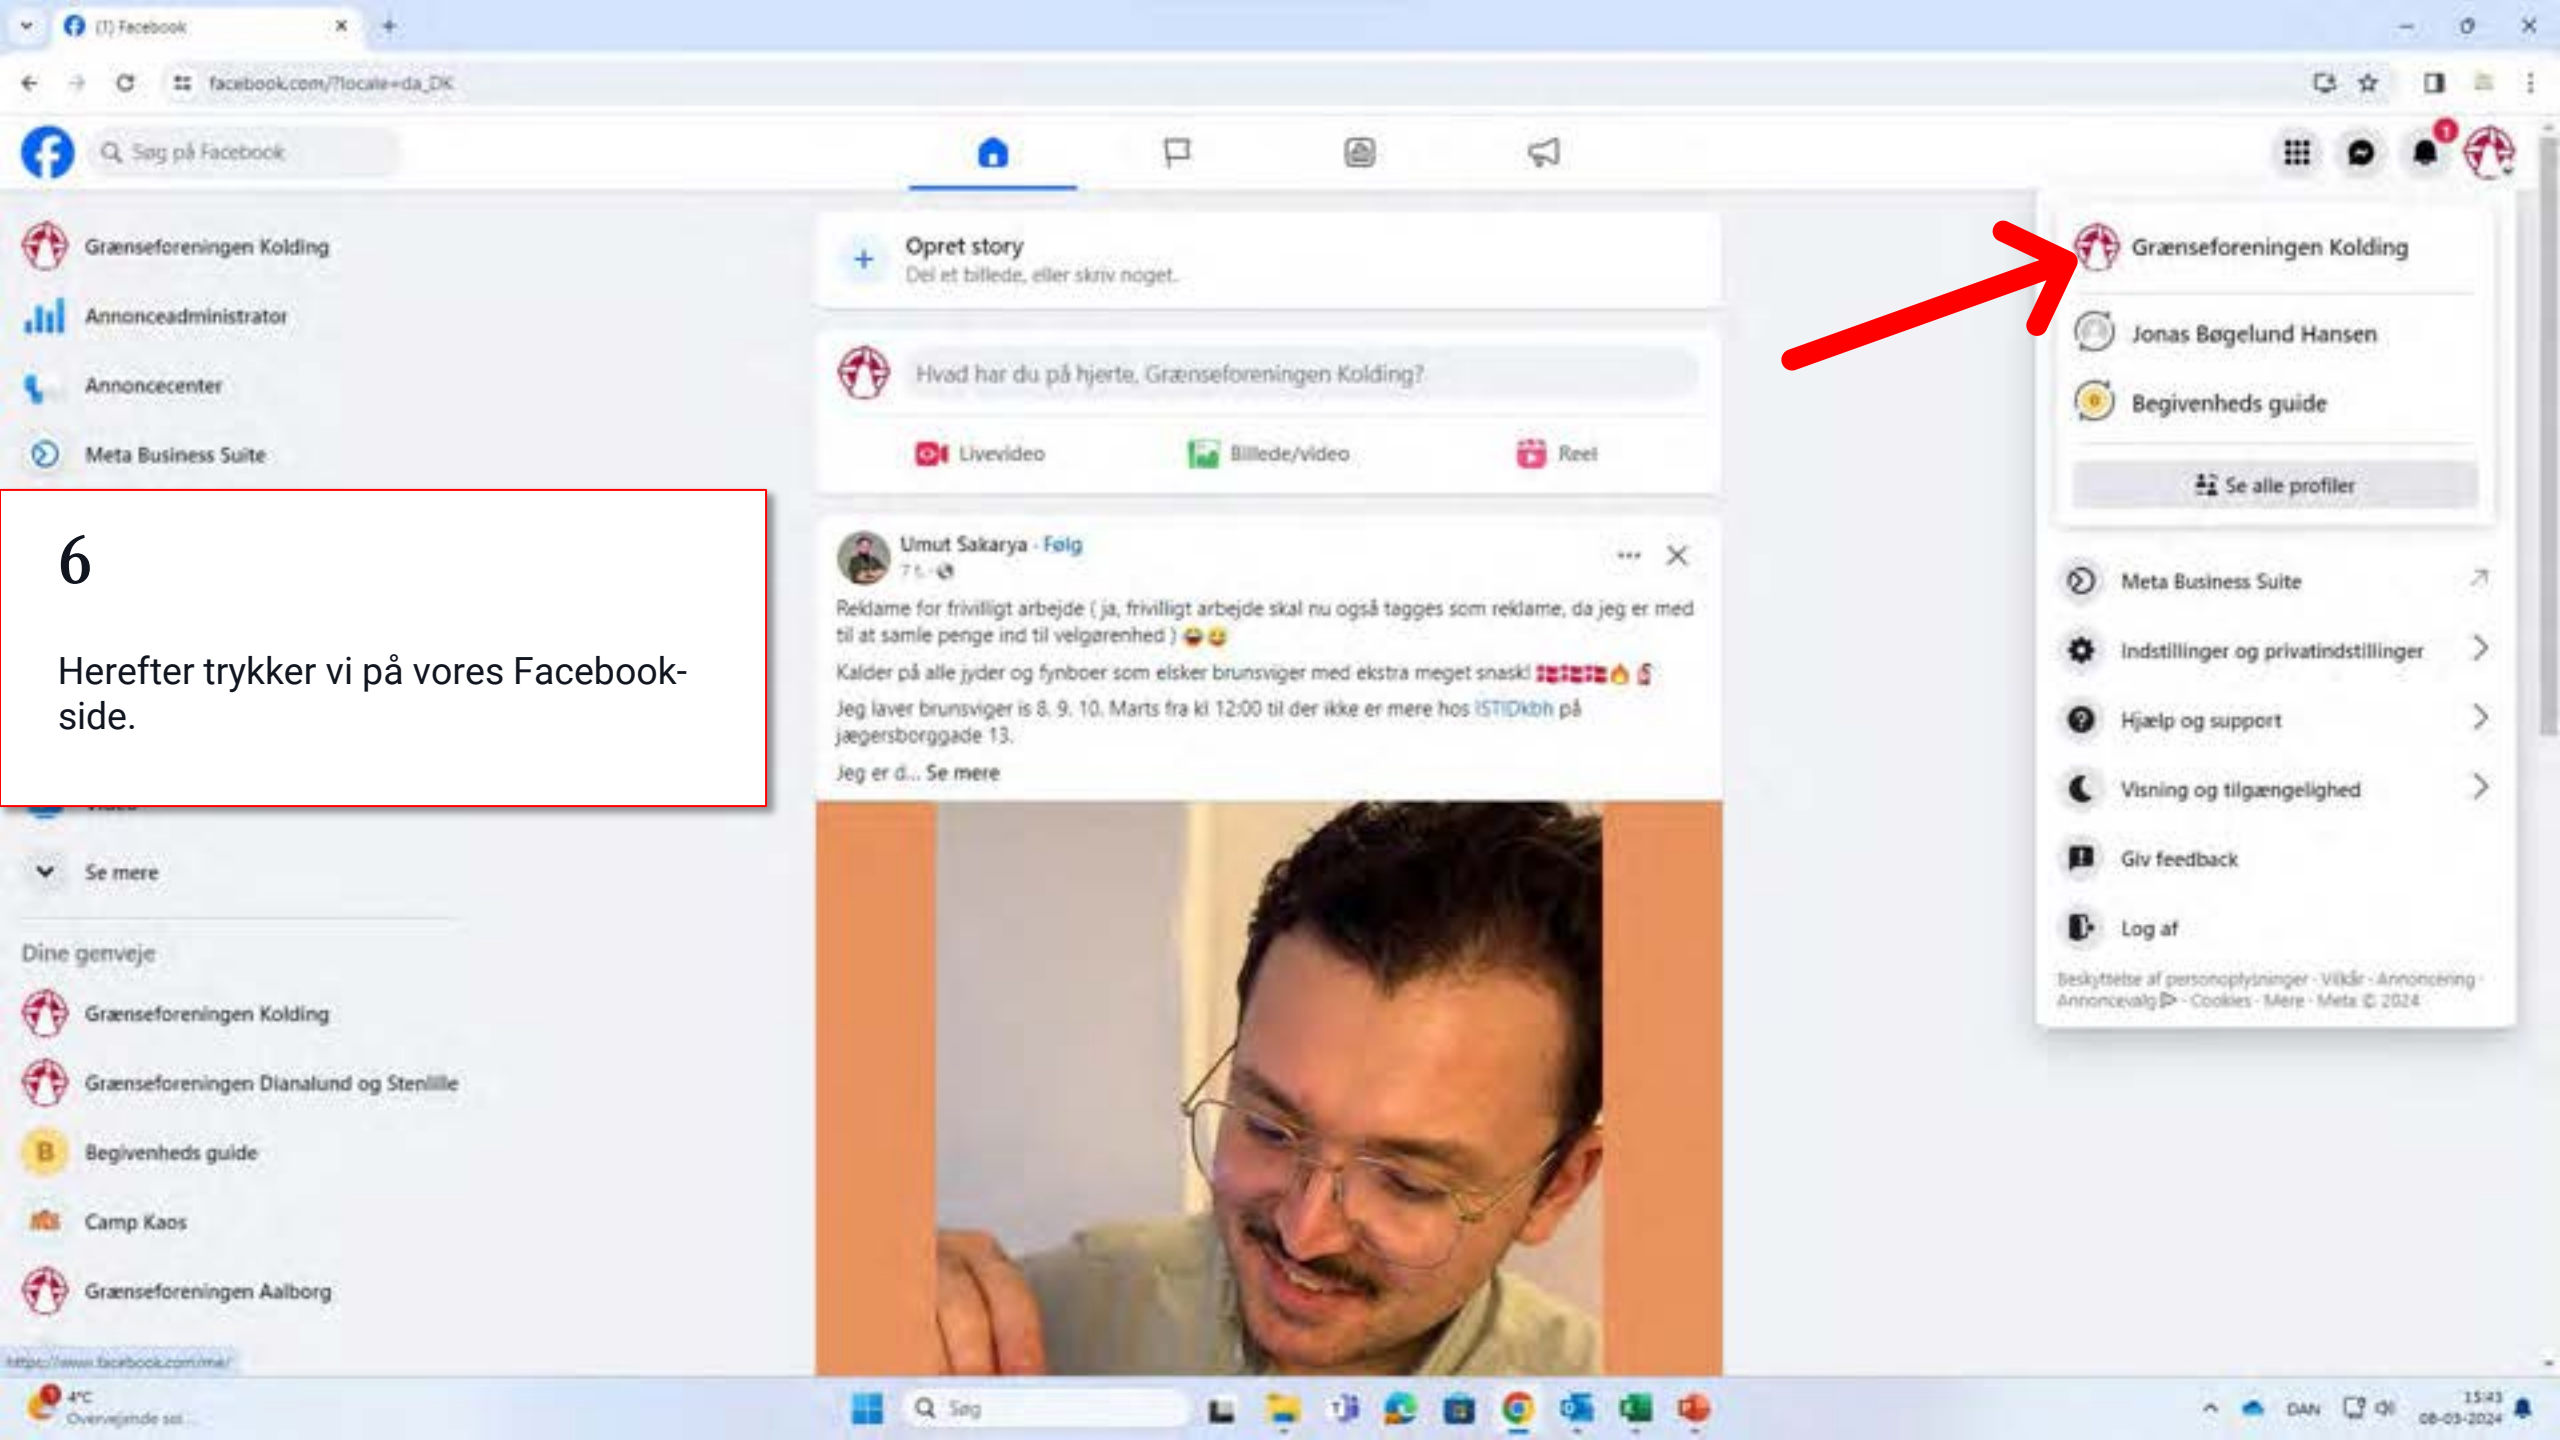 (1) Facebook
facebook.com/?locale=da_DK
Søg på Facebook
1
Grænseforeningen Kolding
Annonceadministrator
Annoncecenter
Meta Business Suite
6
Herefter trykker vi på vores Facebook-
side.
Se mere
Dine genveje
Grænseforeningen Kolding
Grænseforeningen Dianalund og Stenlille
B
Begivenheds guide
Camp Kaos
Grænseforeningen Aalborg
https://www.facebook.com/me/
Opret story
Del et billede, eller skriv noget.
Hvad har du på hjerte, Grænseforeningen Kolding?
Livevideo
Billede/video
Reel
Umut Sakarya · Følg
7 t.
Reklame for frivilligt arbejde ( ja, frivilligt arbejde skal nu også tagges som reklame, da jeg er med
til at samle penge ind til velgørenhed ) 
Kalder på alle jyder og fynboer som elsker brunsviger med ekstra meget snask!
Jeg laver brunsviger is 8. 9. 10. Marts fra kl 12:00 til der ikke er mere hos ISTIDkbh på
jægersborggade 13.
Jeg er d... Se mere
Grænseforeningen Kolding
Jonas Bøgelund Hansen
Begivenheds guide
Se alle profiler
Meta Business Suite
Indstillinger og privatindstillinger
Hjælp og support
Visning og tilgængelighed
Giv feedback
Log af
Beskyttelse af personoplysninger · Vilkår · Annoncering ·
Annoncevalg · Cookies · Mere · Meta © 2024
4°C
Overvejende sol ...
Søg
DAN
15:43
08-03-2024